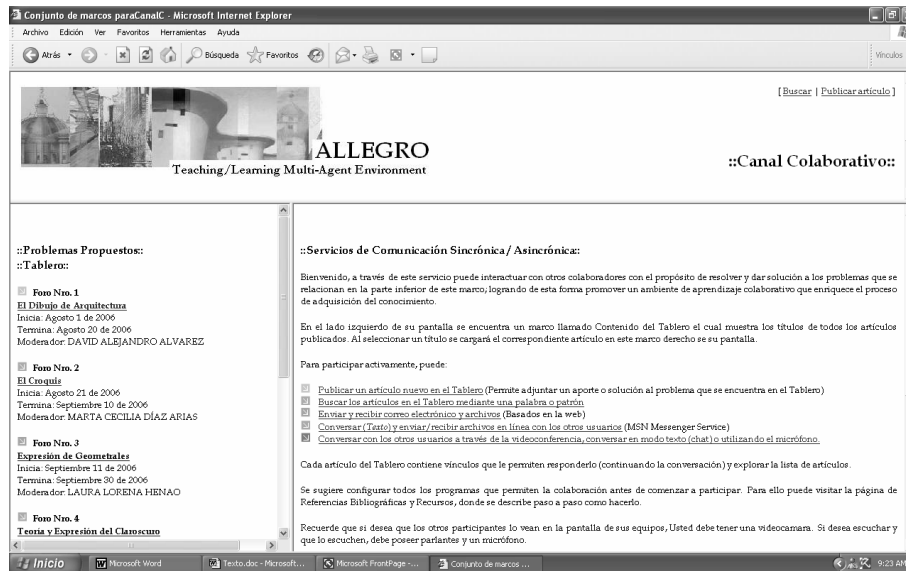 Conjunto de marcos paraCanalC - Microsoft Internet Explorer
Archivo Edición Ver Favoritos Herramientas Ayuda
Atrás Búsqueda Favoritos Vínculos
[ Buscar | Publicar artículo ]
ALLEGRO
Teaching/Learning Multi-Agent Environment
::Canal Colaborativo::
::Problemas Propuestos::
::Tablero::
Foro Nro. 1
El Dibujo de Arquitectura
Inicia: Agosto 1 de 2006
Termina: Agosto 20 de 2006
Moderador: DAVID ALEJANDRO ALVAREZ
Foro Nro. 2
El Croquis
Inicia: Agosto 21 de 2006
Termina: Septiembre 10 de 2006
Moderador: MARTA CECILIA DÍAZ ARIAS
Foro Nro. 3
Expresión de Geometrales
Inicia: Septiembre 11 de 2006
Termina: Septiembre 30 de 2006
Moderador: LAURA LORENA HENAO
Foro Nro. 4
Teoría y Expresión del Claroscuro
::Servicios de Comunicación Sincrónica/Asincrónica::
Bienvenido, a través de este servicio puede interactuar con otros colaboradores con el propósito de resolver y dar solución a los problemas que se
relacionan en la parte inferior de este marco; logrando de esta forma promover un ambiente de aprendizaje colaborativo que enriquece el proceso
de adquisición del conocimiento.
En el lado izquierdo de su pantalla se encuentra un marco llamado Contenido del Tablero el cual muestra los títulos de todos los artículos
publicados. Al seleccionar un título se cargará el correspondiente artículo en este marco derecho se su pantalla.
Para participar activamente, puede:
Publicar un artículo nuevo en el Tablero (Permite adjuntar un aporte o solución al problema que se encuentra en el Tablero)
Buscar los artículos en el Tablero mediante una palabra o patrón
Enviar y recibir correo electrónico y archivos (Basados en la web)
Conversar (Texto) y enviar/recibir archivos en línea con los otros usuarios (MSN Messenger Service)
Conversar con los otros usuarios a través de la videoconferencia, conversar en modo texto (chat) o utilizando el micrófono.
Cada artículo del Tablero contiene vínculos que le permiten responderlo (continuando la conversación) y explorar la lista de artículos.
Se sugiere configurar todos los programas que permiten la colaboración antes de comenzar a participar. Para ello puede visitar la página de
Referencias Bibliográficas y Recursos, donde se describe paso a paso como hacerlo.
Recuerde que si desea que los otros participantes lo vean en la pantalla de sus equipos, Usted debe tener una videocamara. Si desea escuchar y
que lo escuchen, debe poseer parlantes y un micrófono.
Inicio Microsoft Word Texto.doc - Microsoft... Microsoft FrontPage -... Conjunto de marcos ... 9:23 AM